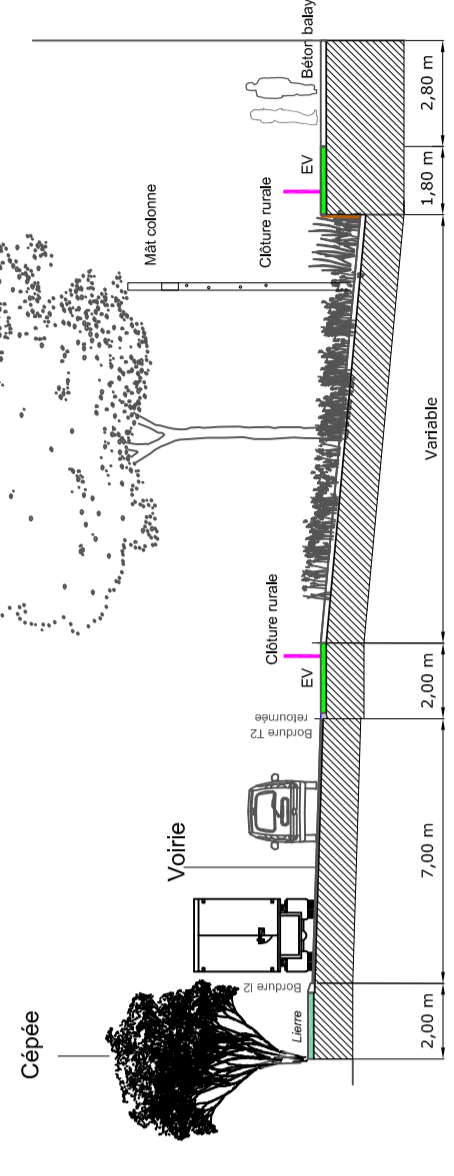 Cépée
Lierre
Bordure I2
Voirie
Bordure T2
retournée
EV
Clôture rurale
Mât colonne
Clôture rurale
EV
Béton balay
2,00 m
7,00 m
2,00 m
Variable
1,80 m
2,80 m